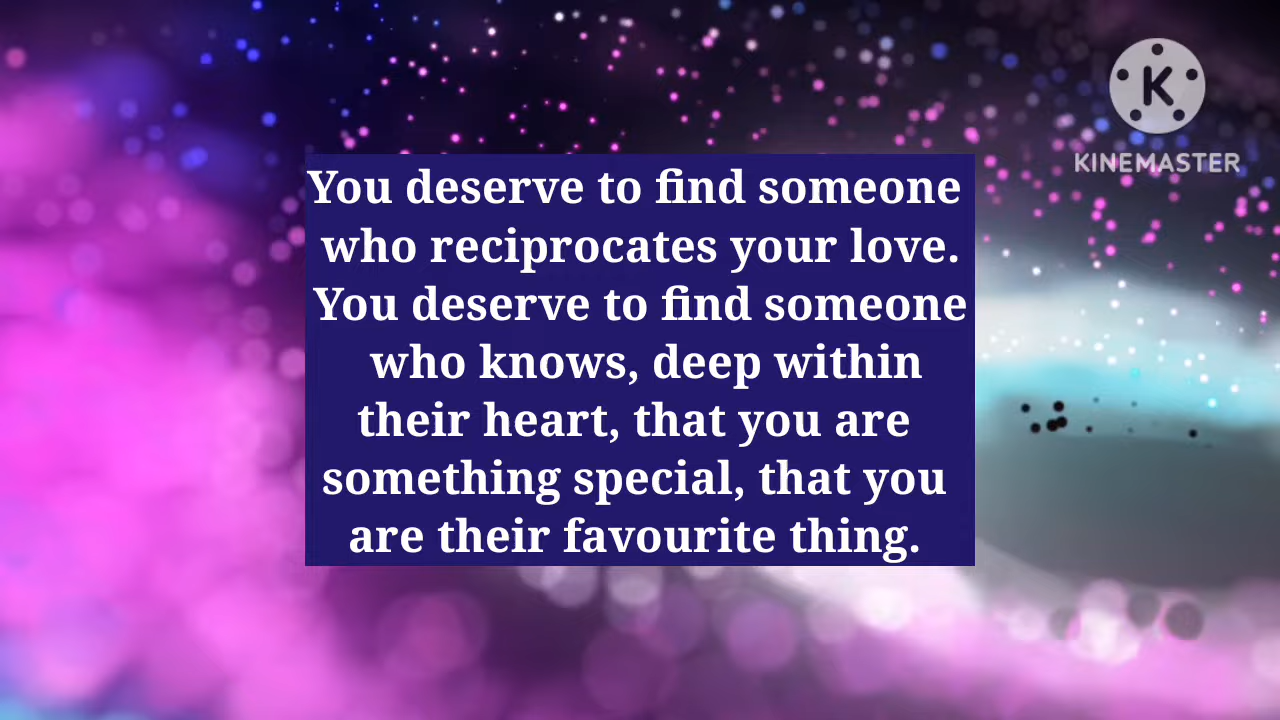 K
KINEMASTER
You deserve to find someone
who reciprocates your love.
You deserve to find someone
who knows, deep within
their heart, that you are
something special, that you
are their favourite thing.